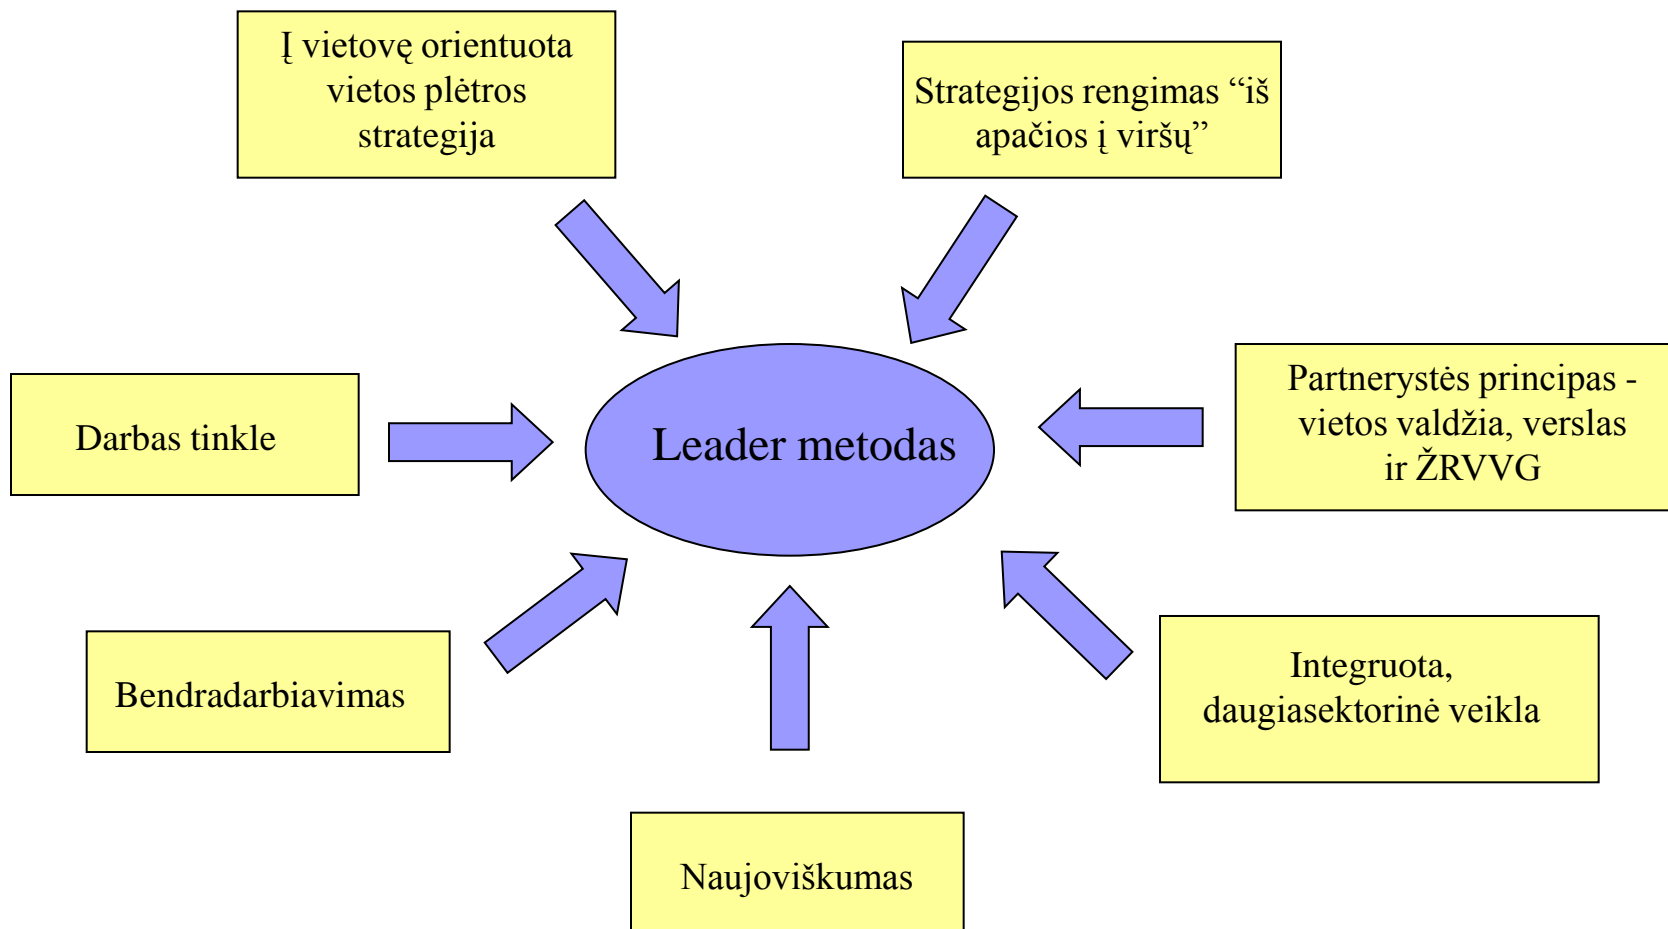 Į vietovę orientuota
vietos plėtros
strategija
Strategijos rengimas “iš
apačios į viršų”
Darbas tinkle
Leader metodas
Partnerystės principas -
vietos valdžia, verslas
ir ŽRVVG
Bendradarbiavimas
Integruota,
daugiasektorinė veikla
Naujoviškumas